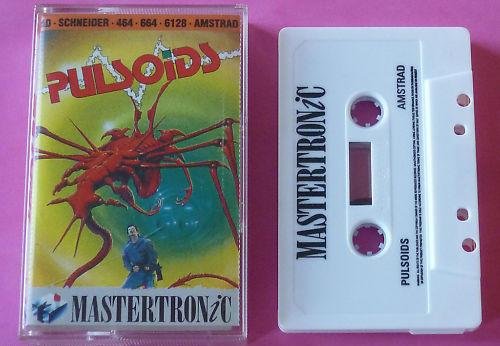 D · SCHNEIDER · 464 · 664 · 6128 · AMSTRAD
PULSOIDS
MASTERTRONiC
MASTERTRONiC
PULSOIDS
AMSTRAD